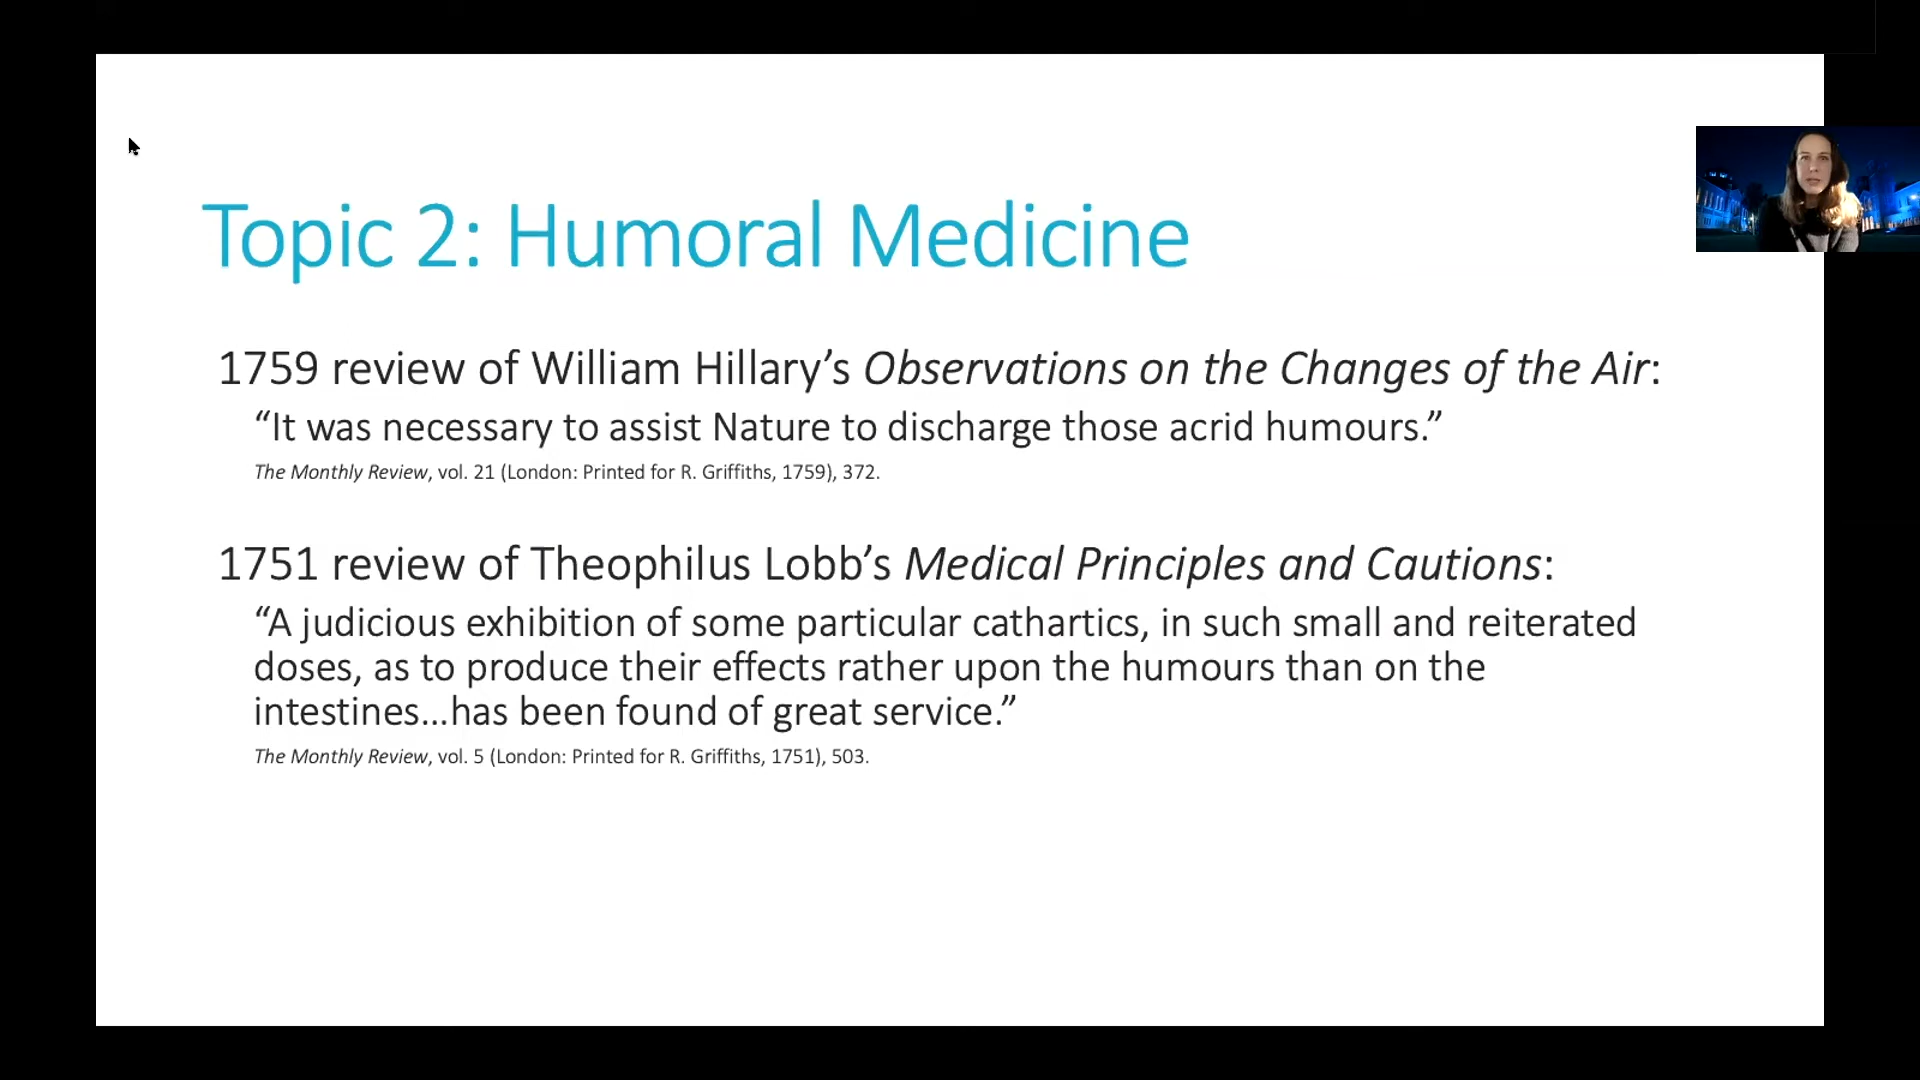 Topic 2: Humoral Medicine
1759 review of William Hillary’s Observations on the Changes of the Air:
“It was necessary to assist Nature to discharge those acrid humours.”
The Monthly Review, vol. 21 (London: Printed for R. Griffiths, 1759), 372.
1751 review of Theophilus Lobb’s Medical Principles and Cautions:
“A judicious exhibition of some particular cathartics, in such small and reiterated
doses, as to produce their effects rather upon the humours than on the
intestines…has been found of great service.”
The Monthly Review, vol. 5 (London: Printed for R. Griffiths, 1751), 503.